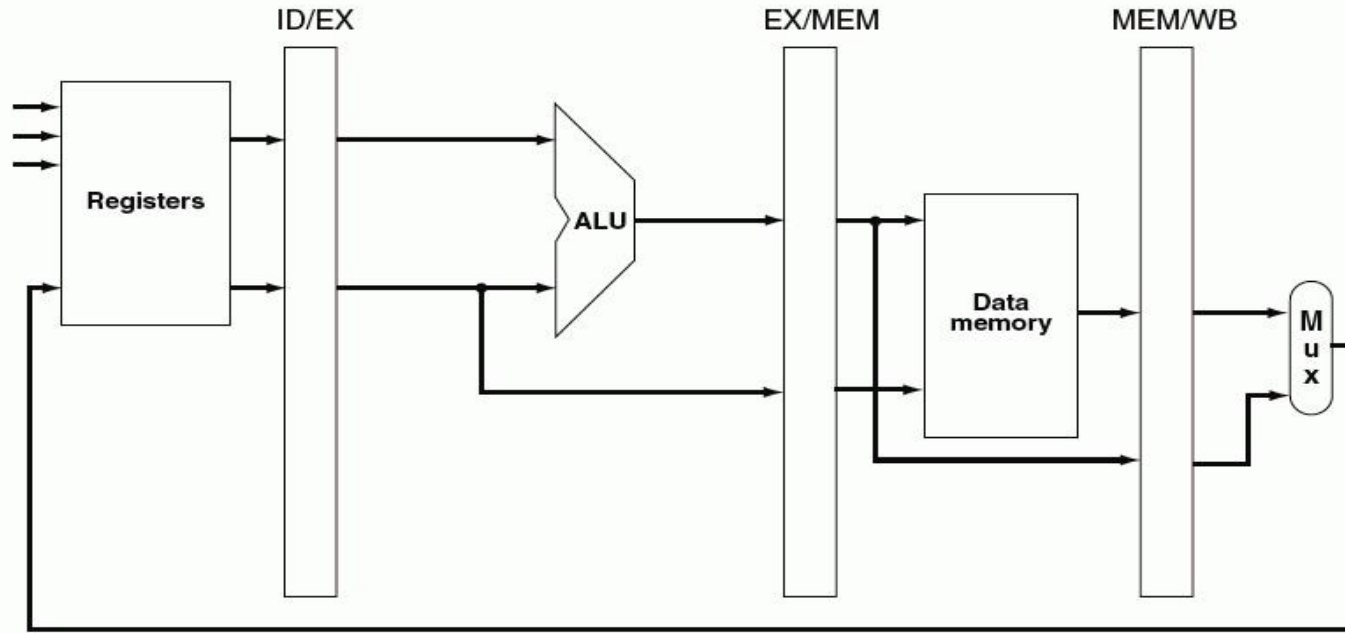 ID/EX
EX/MEM
MEM/WB
Registers
ALU
Data
memory
M
u
x